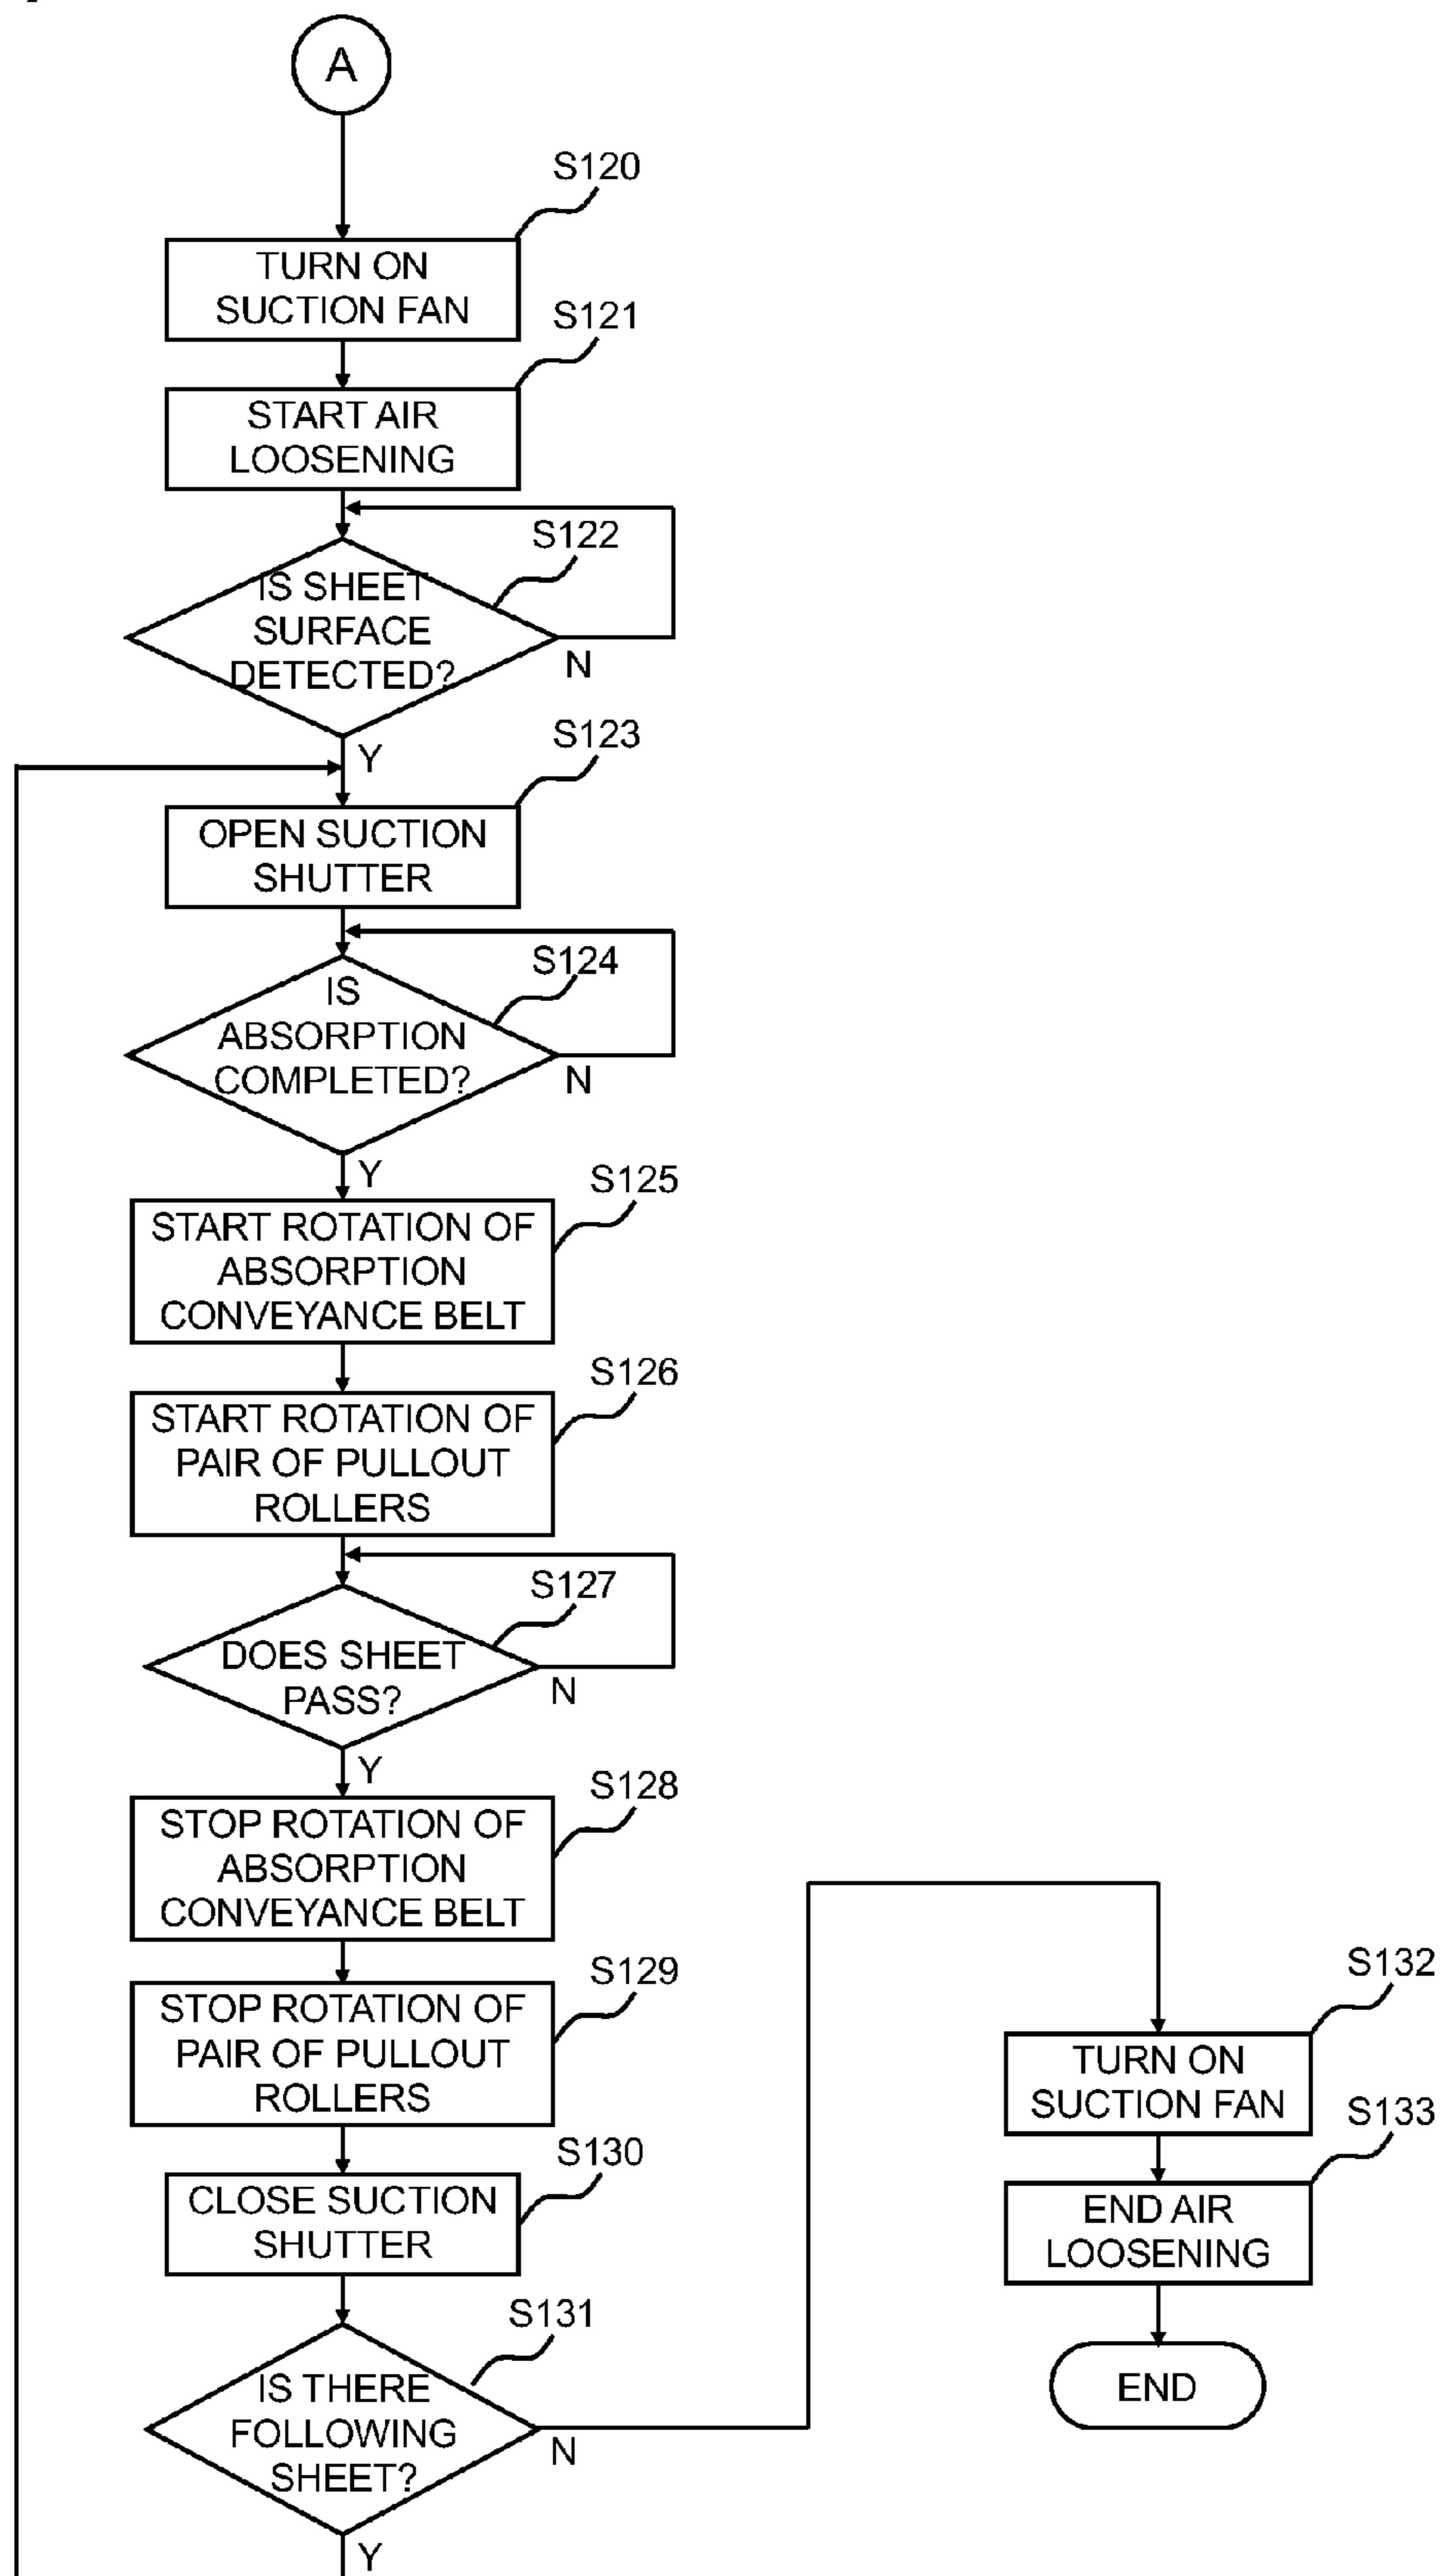 A
S120
TURN ON
SUCTION FAN
S121
START AIR
LOOSENING
S122
IS SHEET
SURFACE
DETECTED?
N
Y
S123
OPEN SUCTION
SHUTTER
S124
IS
ABSORPTION
COMPLETED?
N
Y
S125
START ROTATION OF
ABSORPTION
CONVEYANCE BELT
S126
START ROTATION OF
PAIR OF PULLOUT
ROLLERS
S127
DOES SHEET
PASS?
N
Y
S128
STOP ROTATION OF
ABSORPTION
CONVEYANCE BELT
S129
STOP ROTATION OF
PAIR OF PULLOUT
ROLLERS
S130
CLOSE SUCTION
SHUTTER
S131
IS THERE
FOLLOWING
SHEET?
N
Y
S132
TURN ON
SUCTION FAN
S133
END AIR
LOOSENING
END